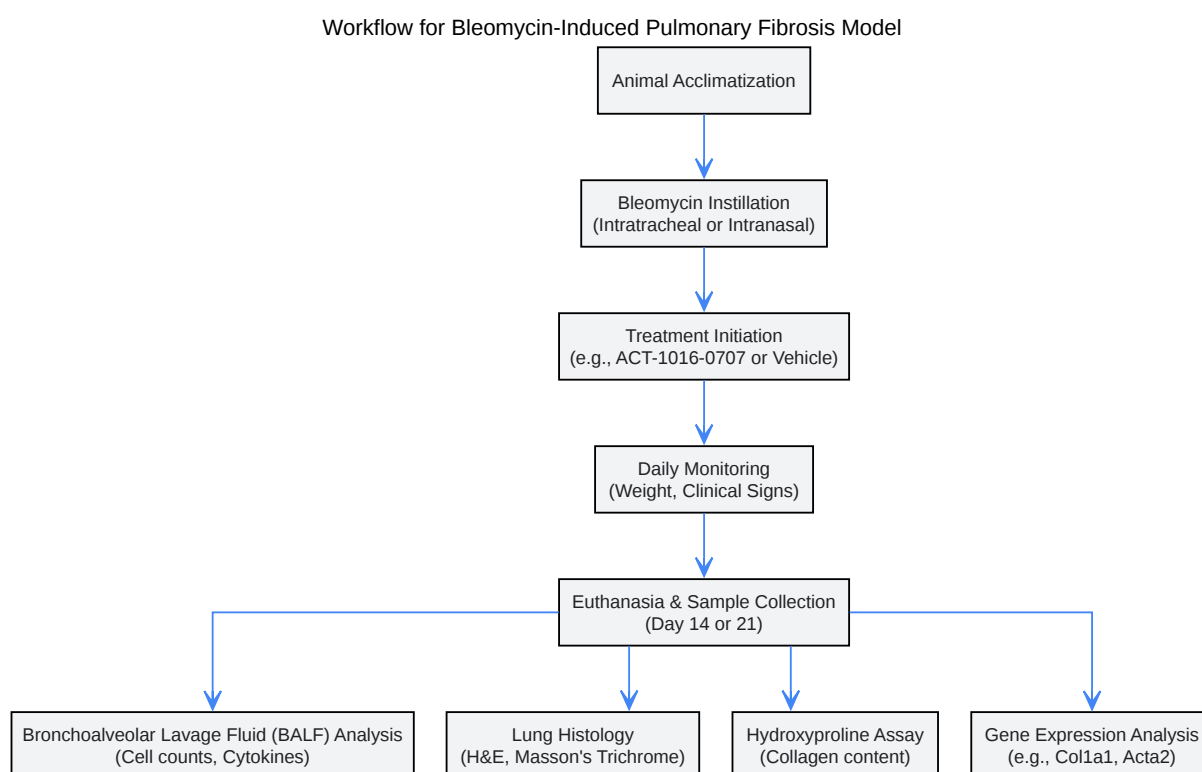 Workflow for Bleomycin-Induced Pulmonary Fibrosis Model
Animal Acclimatization
Bleomycin Instillation
(Intratracheal or Intranasal)
Treatment Initiation
(e.g., ACT-1016-0707 or Vehicle)
Daily Monitoring
(Weight, Clinical Signs)
Euthanasia & Sample Collection
(Day 14 or 21)
Bronchoalveolar Lavage Fluid (BALF) Analysis
(Cell counts, Cytokines)
Lung Histology
(H&E, Masson's Trichrome)
Hydroxyproline Assay
(Collagen content)
Gene Expression Analysis
(e.g., Col1a1, Acta2)